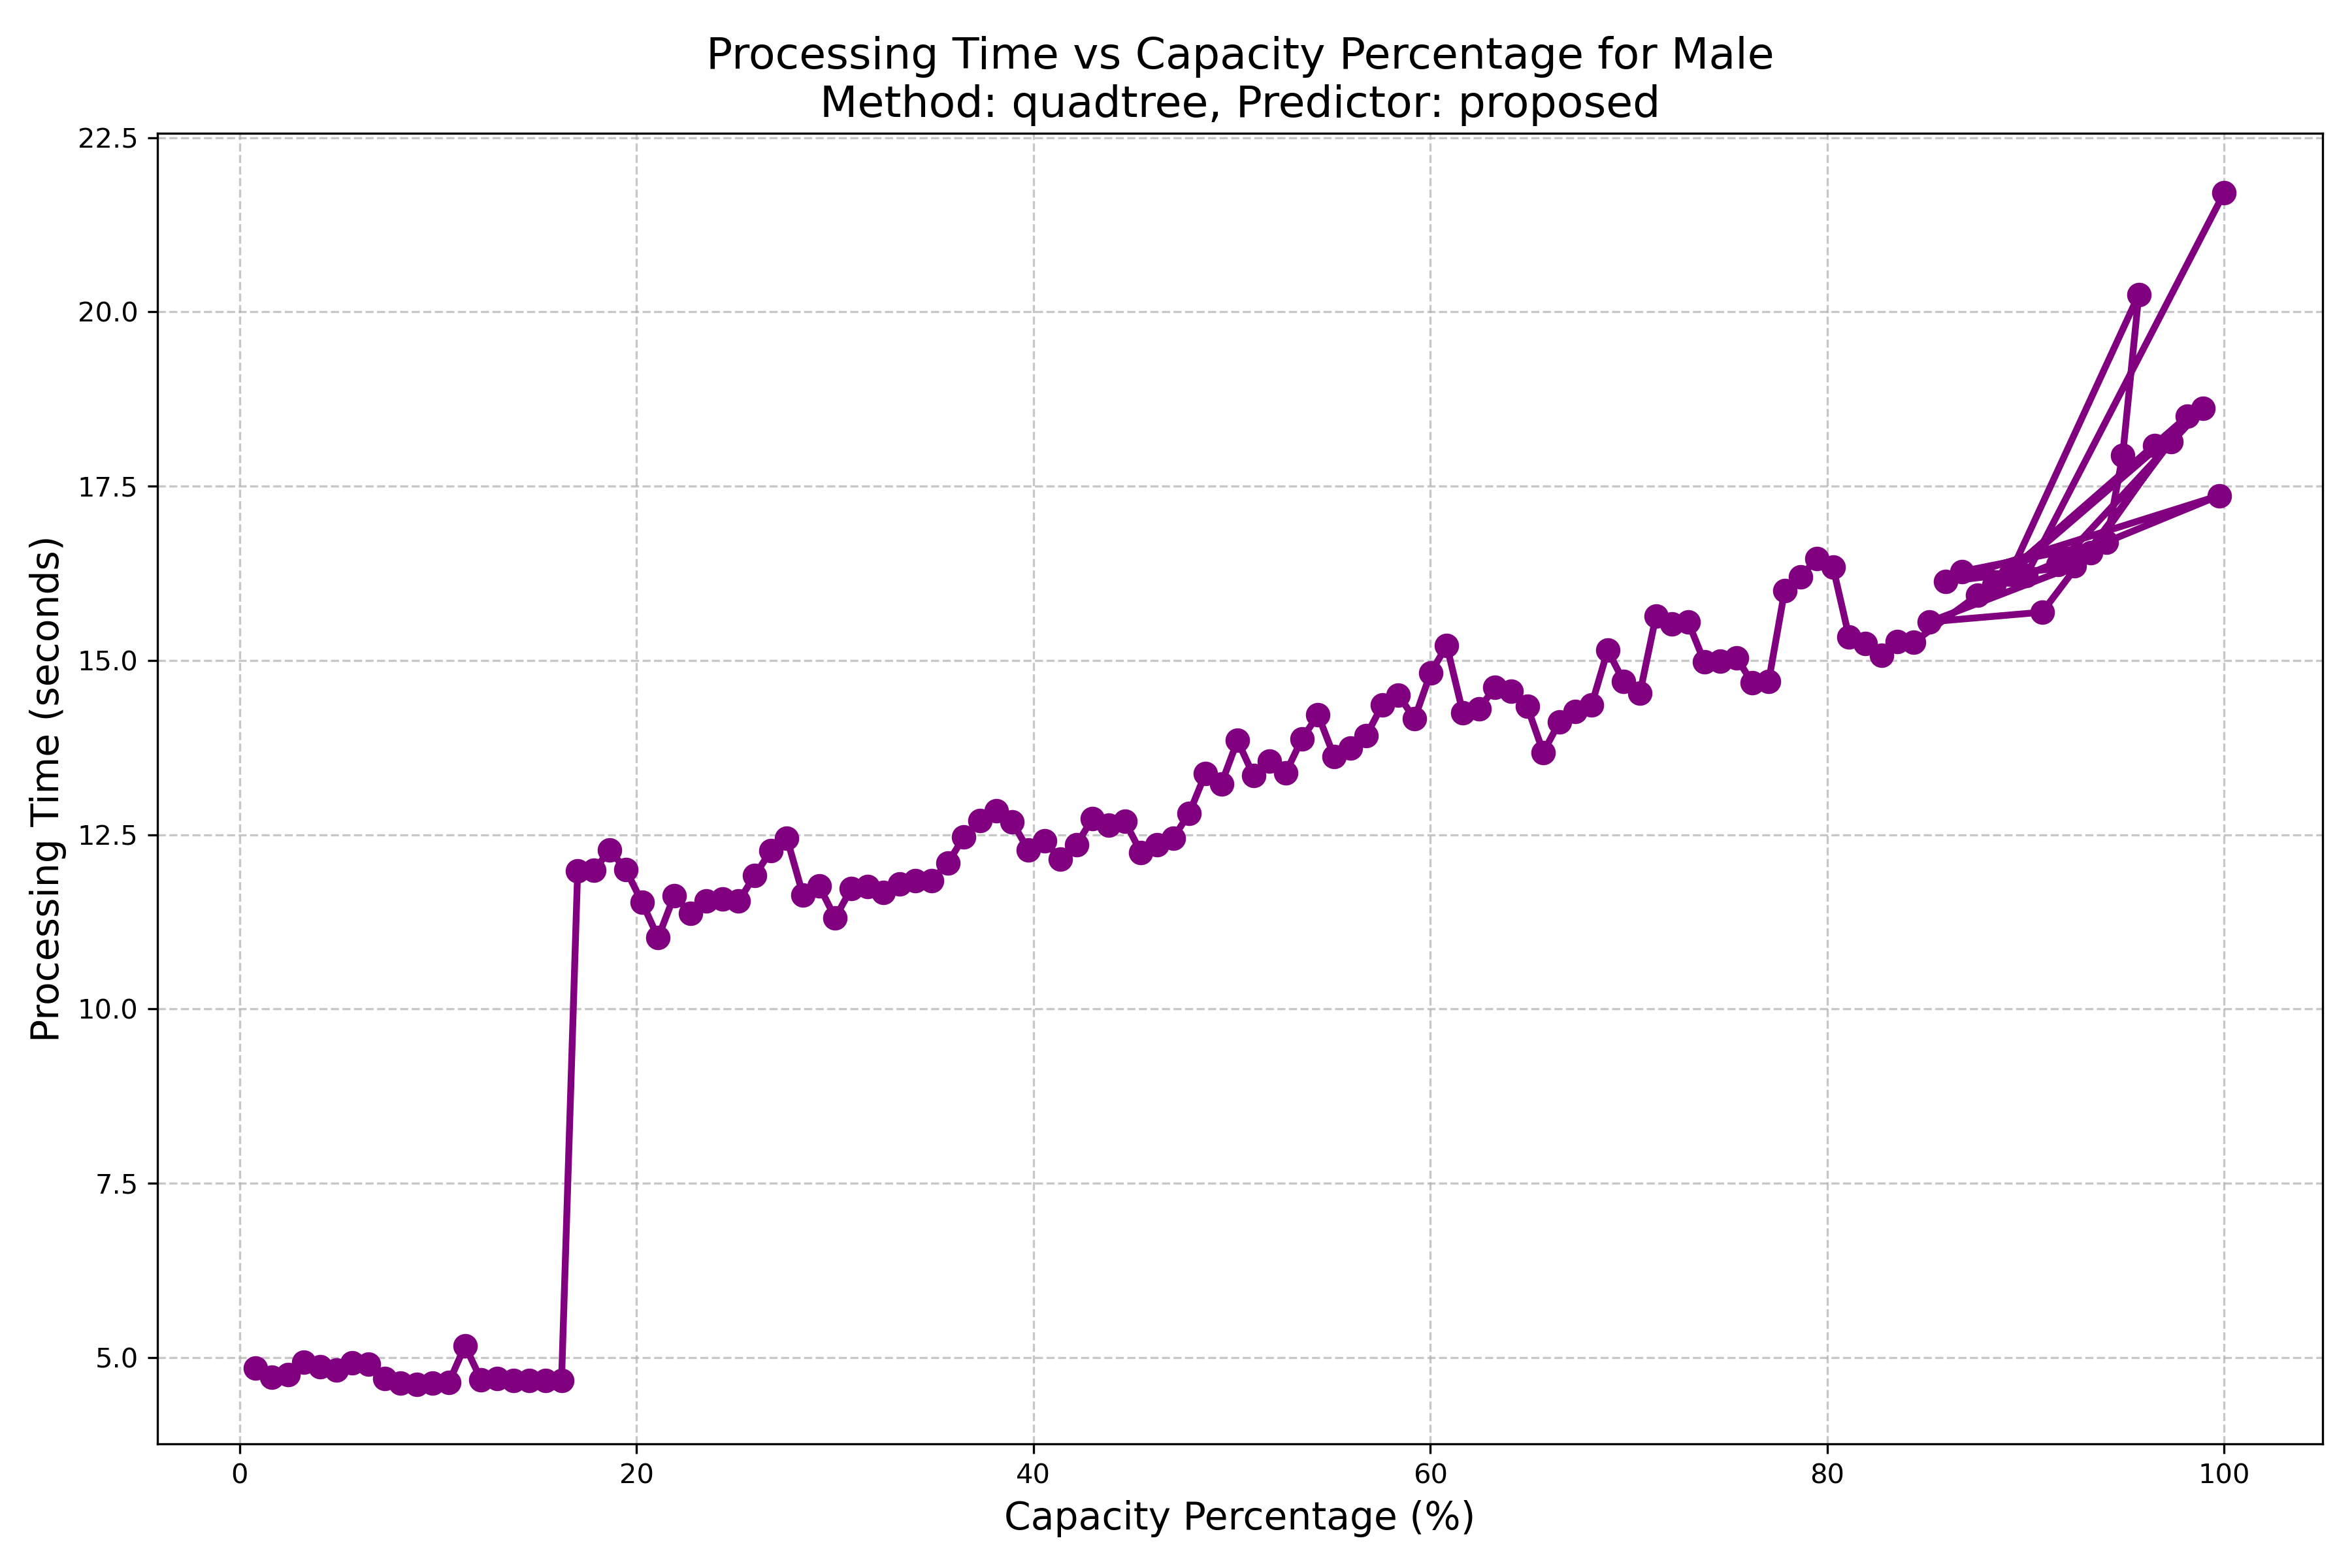 Processing Time vs Capacity Percentage for Male
Method: quadtree, Predictor: proposed
22.5
20.0
17.5
15.0
12.5
10.0
7.5
5.0
Processing Time (seconds)
0 20 40 60 80 100
Capacity Percentage (%)